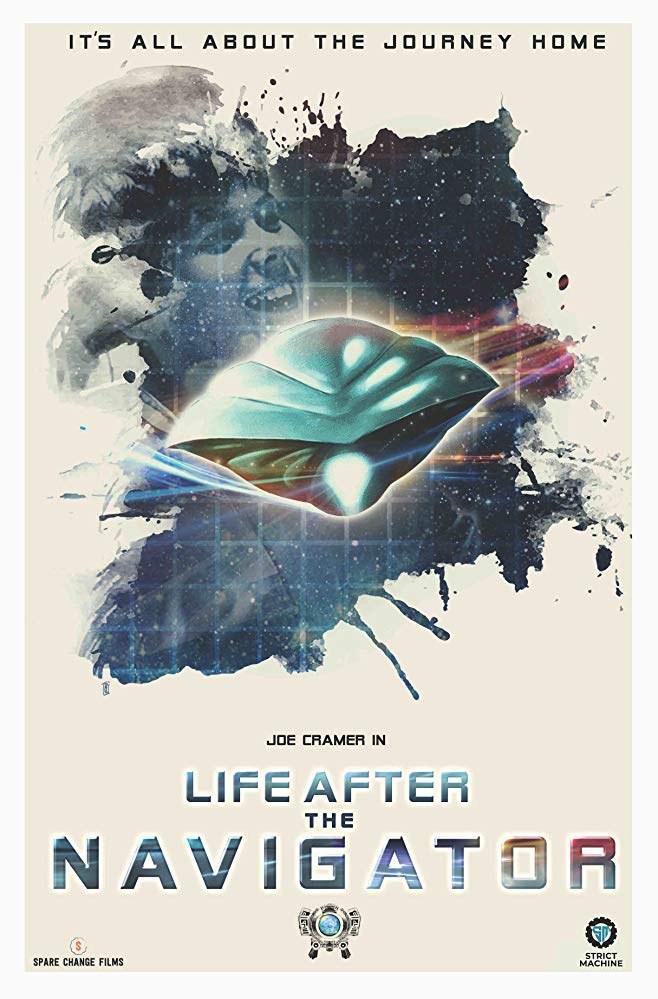 IT'S ALL ABOUT THE JOURNEY HOME
JOE CRAMER IN
LIFE AFTER
THE
NAVIGATOR
SPARE CHANGE FILMS
STRICT
MACHINE